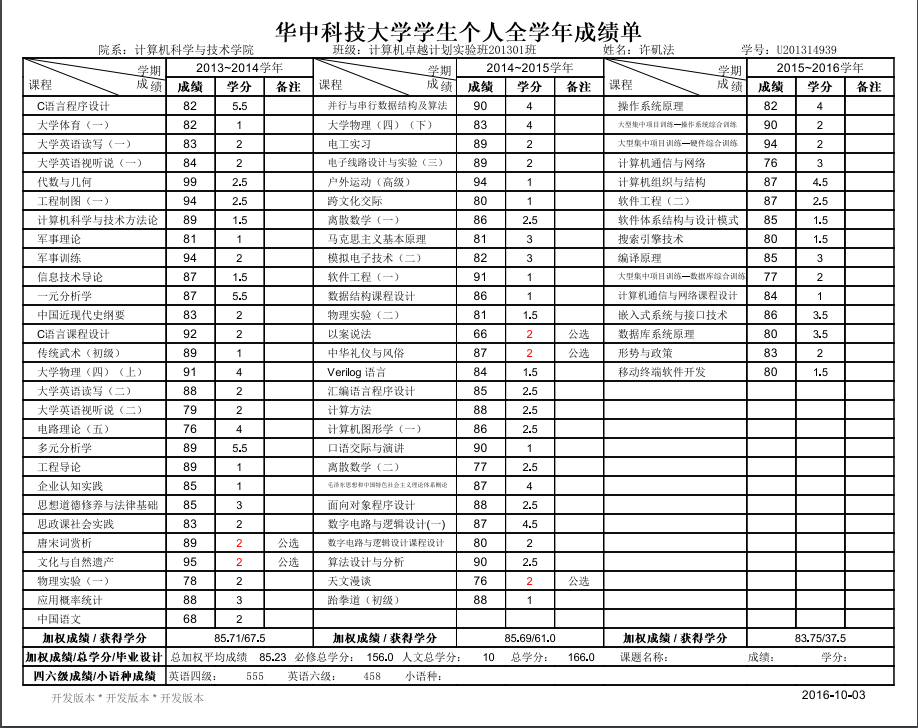 华中科技大学学生个人全学年成绩单
院系：计算机科学与技术学院 班级：计算机卓越计划实验班201301班 姓名：许矶法 学号：U201314939
学期 2013~2014学年 学期 2014~2015学年 学期 2015~2016学年
课程 成绩 成绩 学分 备注 课程 成绩 成绩 学分 备注 课程 成绩 成绩 学分 备注
C语言程序设计 82 5.5 并行与串行数据结构及算法 90 4 操作系统原理 82 4
大学体育（一） 82 1 大学物理（四）（下） 83 4 大型集中项目训练—操作系统综合训练 90 2
大学英语读写（一） 83 2 电工实习 89 2 大型集中项目训练—硬件综合训练 94 2
大学英语视听说（一） 84 2 电子线路设计与实验（三） 89 2 计算机通信与网络 76 3
代数与几何 99 2.5 户外运动（高级） 94 1 计算机组织与结构 87 4.5
工程制图（一） 94 2.5 跨文化交际 80 1 软件工程（二） 87 2.5
计算机科学与技术方法论 89 1.5 离散数学（一） 86 2.5 软件体系结构与设计模式 85 1.5
军事理论 81 1 马克思主义基本原理 81 3 搜索引擎技术 80 1.5
军事训练 94 2 模拟电子技术（二） 82 3 编译原理 85 3
信息技术导论 87 1.5 软件工程（一） 91 1 大型集中项目训练—数据库综合训练 77 2
一元分析学 87 5.5 数据结构课程设计 86 1 计算机通信与网络课程设计 84 1
中国近现代史纲要 83 2 物理实验（二） 81 1.5 嵌入式系统与接口技术 86 3.5
C语言课程设计 92 2 以案说法 66 2 公选 数据库系统原理 80 3.5
传统武术（初级） 89 1 中华礼仪与风俗 87 2 公选 形势与政策 83 2
大学物理（四）（上） 91 4 Verilog 语言 84 1.5 移动终端软件开发 80 1.5
大学英语读写（二） 88 2 汇编语言程序设计 85 2.5
大学英语视听说（二） 79 2 计算方法 88 2.5
电路理论（五） 76 4 计算机图形学（一） 86 2.5
多元分析学 89 5.5 口语交际与演讲 90 1
工程导论 89 1 离散数学（二） 77 2.5
企业认知实践 85 1 毛泽东思想和中国特色社会主义理论体系概论 87 4
思想道德修养与法律基础 85 3 面向对象程序设计 88 2.5
思政课社会实践 83 2 数字电路与逻辑设计(一) 87 4.5
唐宋词赏析 89 2 公选 数字电路与逻辑设计课程设计 80 2
文化与自然遗产 95 2 公选 算法设计与分析 90 2.5
物理实验（一） 78 2 天文漫谈 76 2 公选
应用概率统计 88 3 跆拳道（初级） 88 1
中国语文 68 2
加权成绩 / 获得学分 85.71/67.5 加权成绩 / 获得学分 85.69/61.0 加权成绩 / 获得学分 83.75/37.5
加权成绩/总学分/毕业设计 总加权平均成绩 85.23 必修总学分： 156.0 人文总学分： 10 总学分： 166.0 课题名称： 成绩： 学分：
四六级成绩/小语种成绩 英语四级： 555 英语六级： 458 小语种：
开发版本 * 开发版本 * 开发版本 2016-10-03